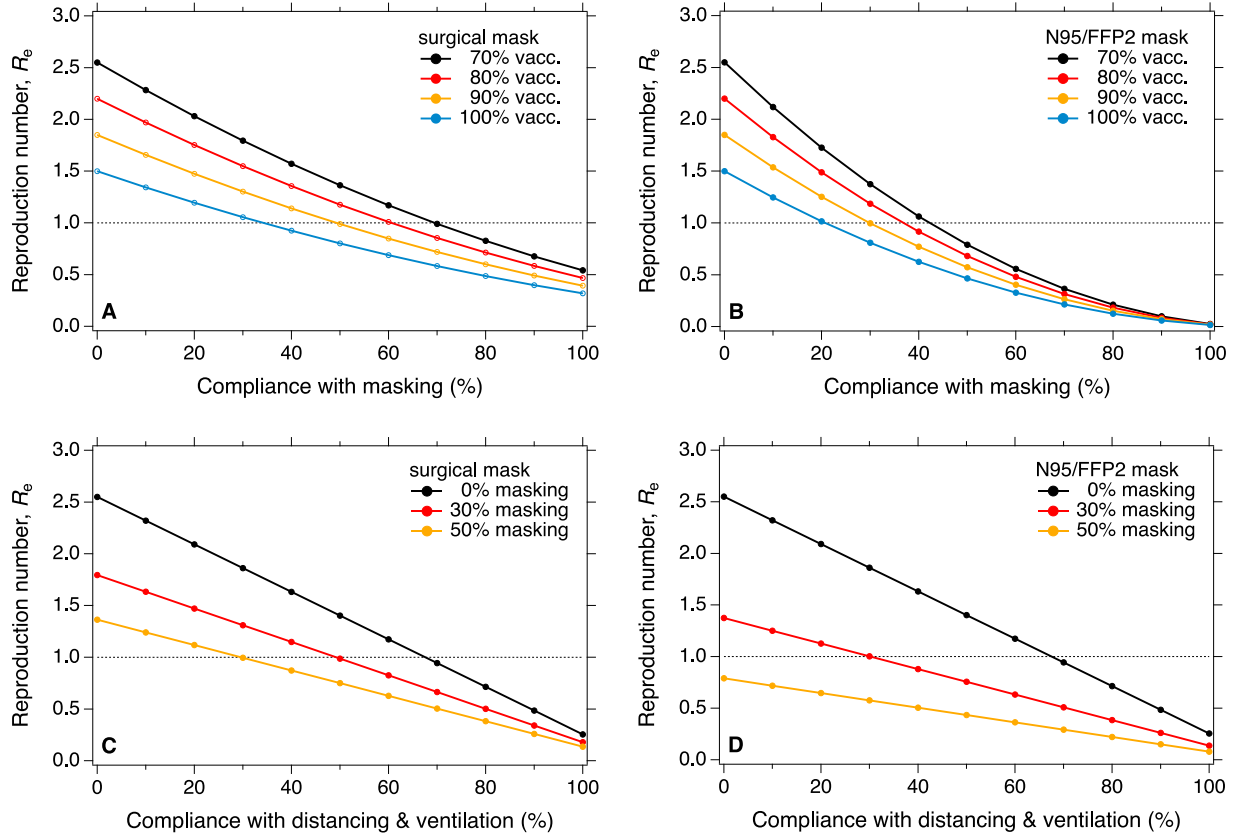 3.0
2.5
2.0
1.5
1.0
0.5
0.0
Reproduction number, Re
surgical mask
70% vacc.
80% vacc.
90% vacc.
100% vacc.
A
0 20 40 60 80 100
Compliance with masking (%)
3.0
2.5
2.0
1.5
1.0
0.5
0.0
Reproduction number, Re
N95/FFP2 mask
70% vacc.
80% vacc.
90% vacc.
100% vacc.
B
0 20 40 60 80 100
Compliance with masking (%)
3.0
2.5
2.0
1.5
1.0
0.5
0.0
Reproduction number, Re
surgical mask
0% masking
30% masking
50% masking
C
0 20 40 60 80 100
Compliance with distancing & ventilation (%)
3.0
2.5
2.0
1.5
1.0
0.5
0.0
Reproduction number, Re
N95/FFP2 mask
0% masking
30% masking
50% masking
D
0 20 40 60 80 100
Compliance with distancing & ventilation (%)